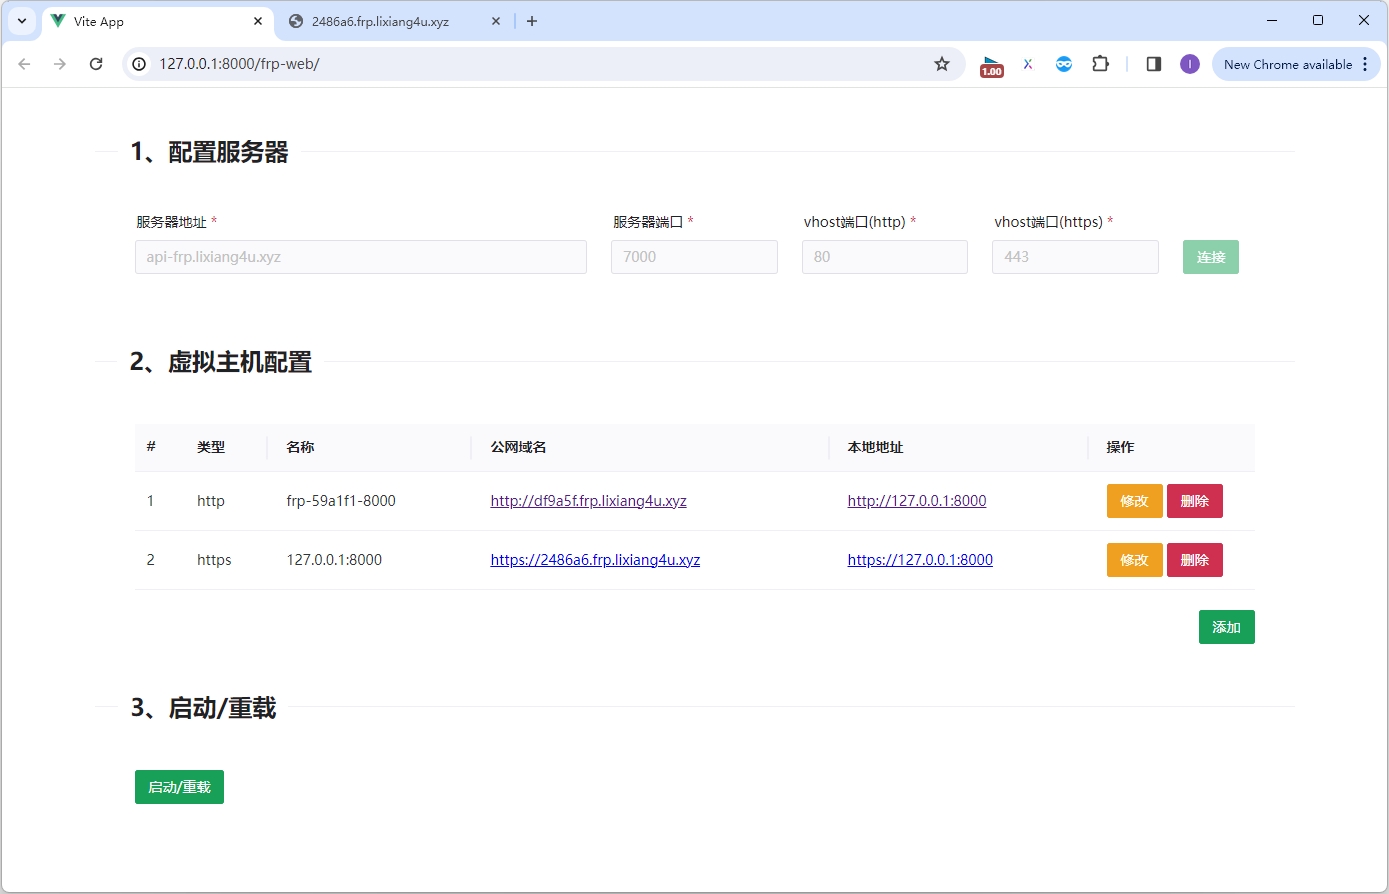 Vite App
2486a6.frp.lixiang4u.xyz
127.0.0.1:8000/frp-web/
1.00
X
I
New Chrome available
1、配置服务器
服务器地址 *
服务器端口 *
vhost端口(http) *
vhost端口(https) *
api-frp.lixiang4u.xyz
7000
80
443
连接
2、虚拟主机配置
# 类型 名称 公网域名 本地地址 操作
1 http frp-59a1f1-8000 http://df9a5f.frp.lixiang4u.xyz http://127.0.0.1:8000 修改 删除
2 https 127.0.0.1:8000 https://2486a6.frp.lixiang4u.xyz https://127.0.0.1:8000 修改 删除
添加
3、启动/重载
启动/重载